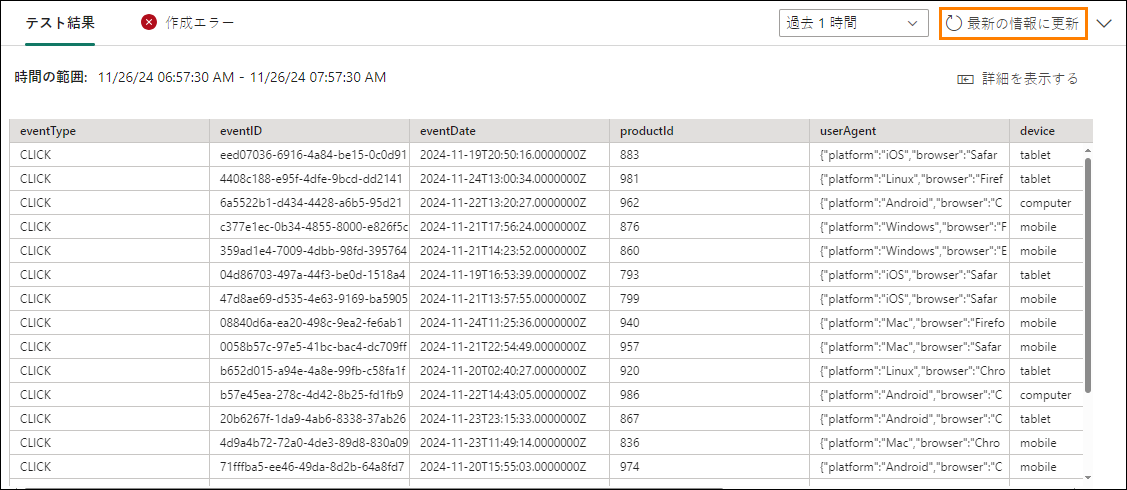 テスト結果 作成エラー 過去 1 時間 最新の情報に更新
時間の範囲: 11/26/24 06:57:30 AM - 11/26/24 07:57:30 AM 詳細を表示する
eventType eventID eventDate productId userAgent device
CLICK eed07036-6916-4a84-be15-0c0d91 2024-11-19T20:50:16.0000000Z 883 {"platform":"iOS","browser":"Safar tablet
CLICK 4408c188-e95f-4dfe-9bcd-dd2141 2024-11-24T13:00:34.0000000Z 981 {"platform":"Linux","browser":"Firef tablet
CLICK 6a5522b1-d434-4428-a6b5-95d21 2024-11-22T13:20:27.0000000Z 962 {"platform":"Android","browser":"C computer
CLICK c377e1ec-0b34-4855-8000-e826f5c 2024-11-21T17:56:24.0000000Z 876 {"platform":"Windows","browser":"F mobile
CLICK 359ad1e4-7009-4dbb-98fd-395764 2024-11-21T14:23:52.0000000Z 860 {"platform":"Windows","browser":"E mobile
CLICK 04d86703-497a-44f3-be0d-1518a4 2024-11-19T16:53:39.0000000Z 793 {"platform":"iOS","browser":"Safar tablet
CLICK 47d8ae69-d535-4e63-9169-ba5905 2024-11-21T13:57:55.0000000Z 799 {"platform":"iOS","browser":"Safar mobile
CLICK 08840d6a-ea20-498c-9ea2-fe6ab1 2024-11-24T11:25:36.0000000Z 940 {"platform":"Mac","browser":"Firefo mobile
CLICK 0058b57c-97e5-41bc-bac4-dc709ff 2024-11-21T22:54:49.0000000Z 957 {"platform":"Mac","browser":"Safar mobile
CLICK b652d015-a94e-4a8e-99fb-c58fa1f 2024-11-20T02:40:27.0000000Z 920 {"platform":"Linux","browser":"Chro tablet
CLICK b57e45ea-278c-4d42-8b25-fd1fb9 2024-11-22T14:43:05.0000000Z 986 {"platform":"Android","browser":"C computer
CLICK 20b6267f-1da9-4ab6-8338-37ab26 2024-11-23T23:15:33.0000000Z 867 {"platform":"Android","browser":"C tablet
CLICK 4d9a4b72-72a0-4de3-89d8-830a09 2024-11-23T11:49:14.0000000Z 836 {"platform":"Mac","browser":"Chro mobile
CLICK 71fffba5-ee46-49da-8d2b-64a8fd7 2024-11-20T15:55:03.0000000Z 974 {"platform":"Android","browser":"C mobile